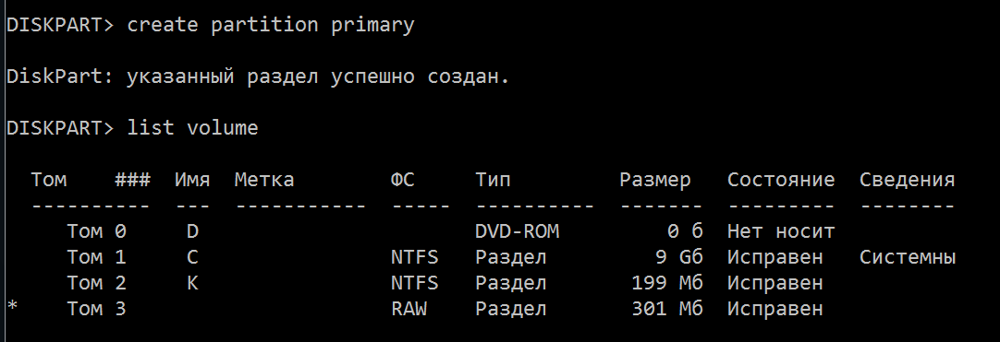 DISKPART> create partition primary
DiskPart: указанный раздел успешно создан.
DISKPART> list volume
  Том    ###  Имя  Метка        ФС     Тип         Размер   Состояние  Сведения
  ----------  ---  -----------  -----  ----------  -------  ---------  --------
     Том 0     D                       DVD-ROM         0 б  Нет носит
     Том 1     C                NTFS   Раздел          9 Gб  Исправен   Системны
     Том 2     K                NTFS   Раздел        199 Мб  Исправен
*    Том 3                      RAW    Раздел        301 Мб  Исправен